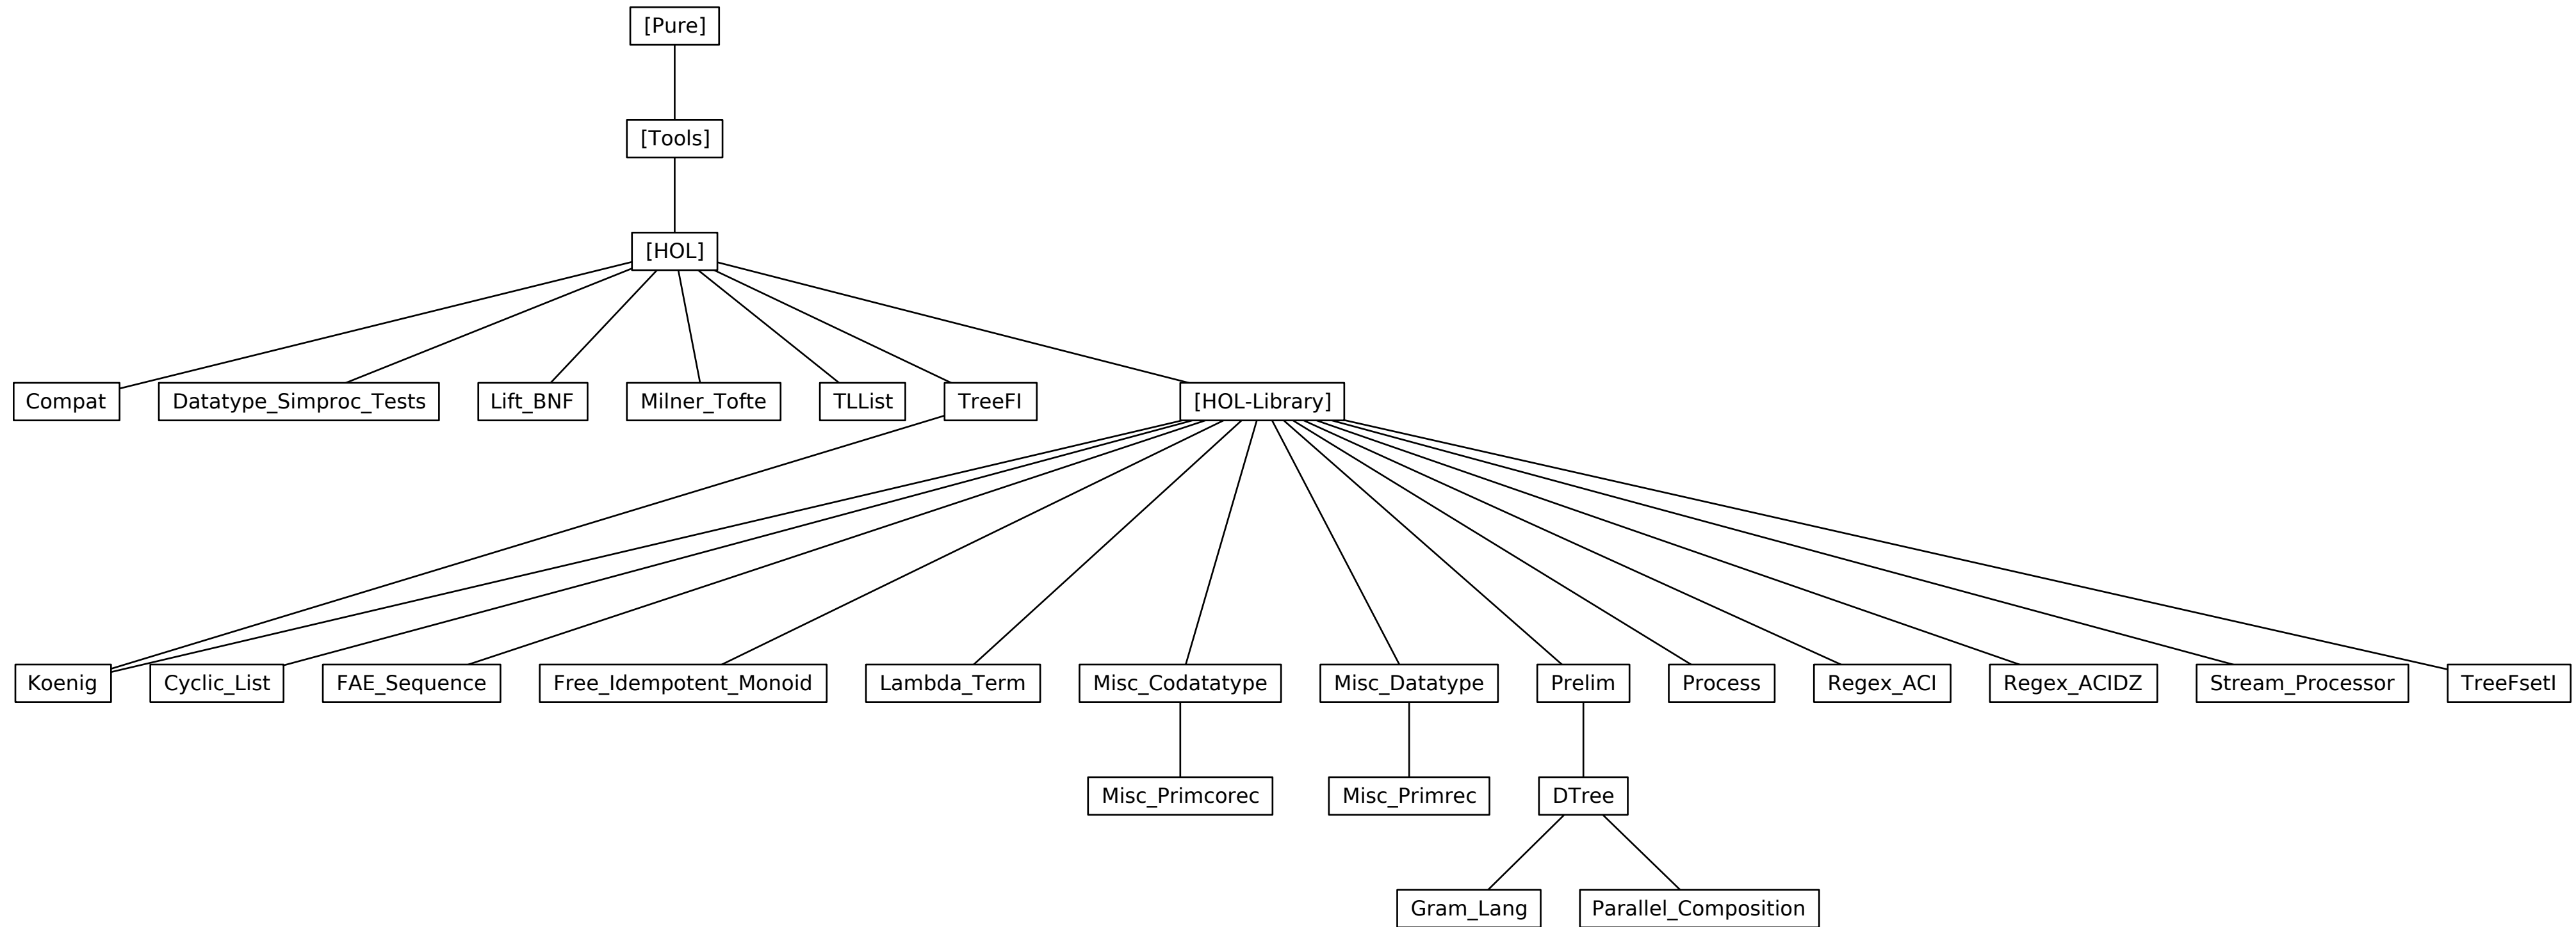 [Pure]
[Tools]
[HOL]
Compat
Datatype_Simproc_Tests
Lift_BNF
Milner_Tofte
TLList
TreeFI
[HOL-Library]
Koenig
Cyclic_List
FAE_Sequence
Free_Idempotent_Monoid
Lambda_Term
Misc_Codatatype
Misc_Datatype
Prelim
Process
Regex_ACI
Regex_ACIDZ
Stream_Processor
TreeFsetI
Misc_Primcorec
Misc_Primrec
DTree
Gram_Lang
Parallel_Composition